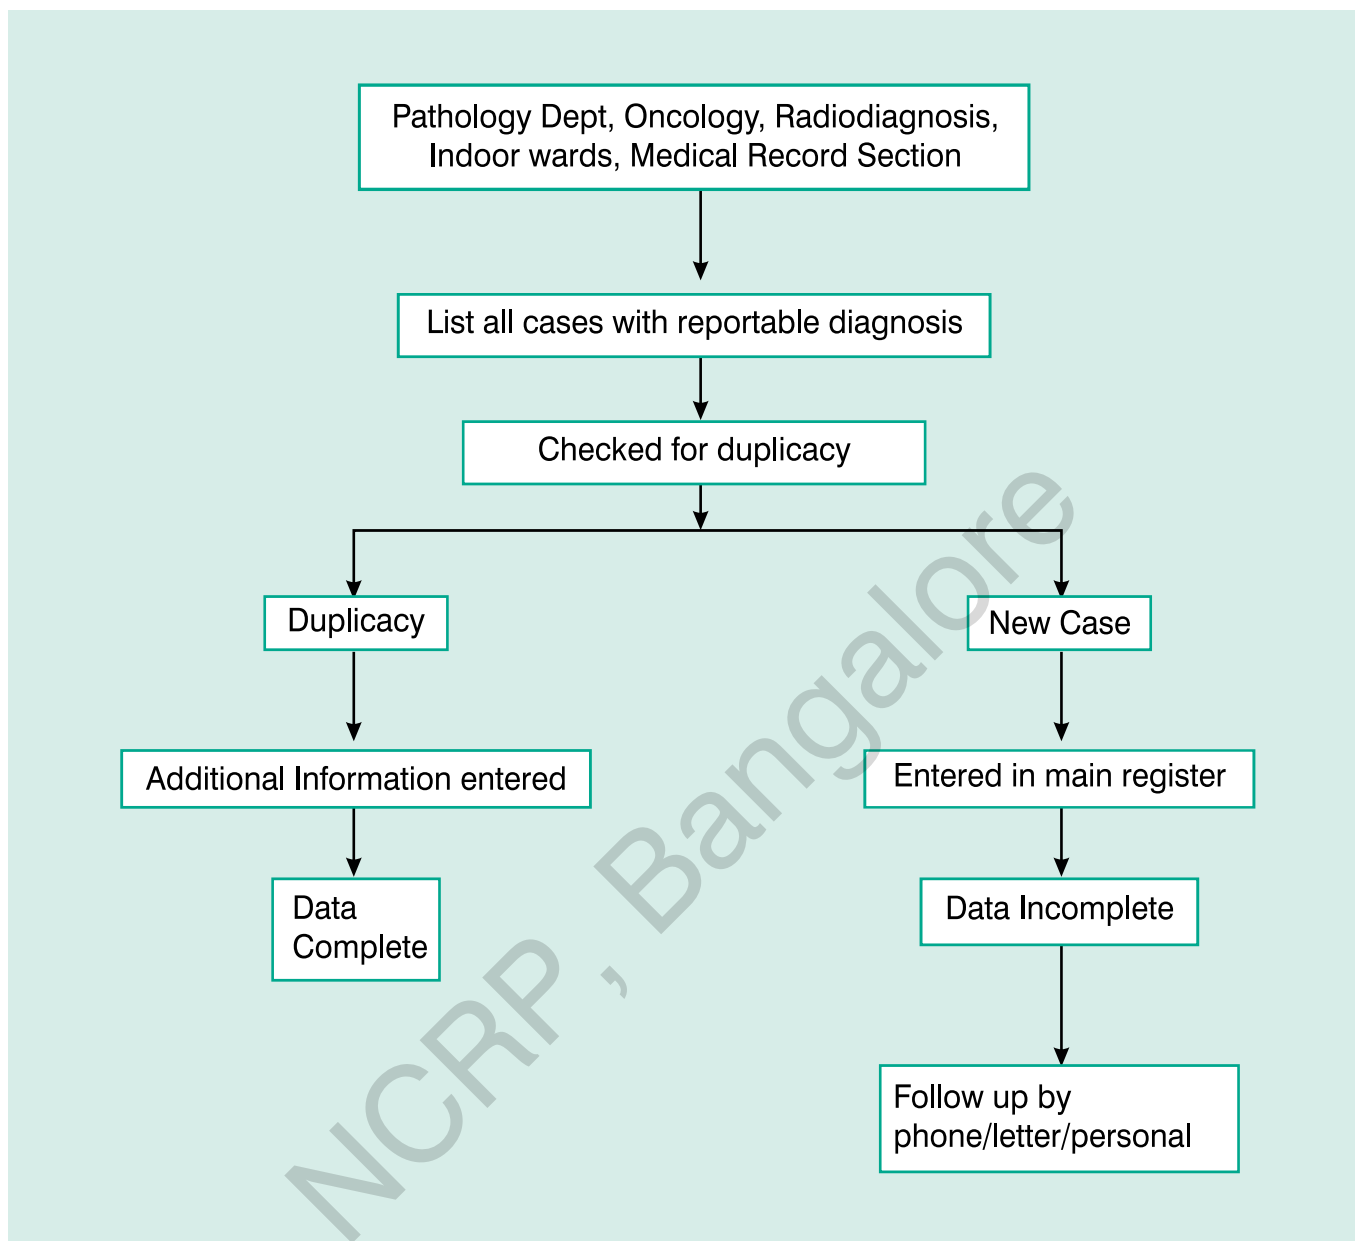 Pathology Dept, Oncology, Radiodiagnosis,
Indoor wards, Medical Record Section
List all cases with reportable diagnosis
Checked for duplicacy
Duplicacy
New Case
Additional Information entered
Entered in main register
Data
Complete
Data Incomplete
Follow up by
phone/letter/personal
NCRP , Bangalore